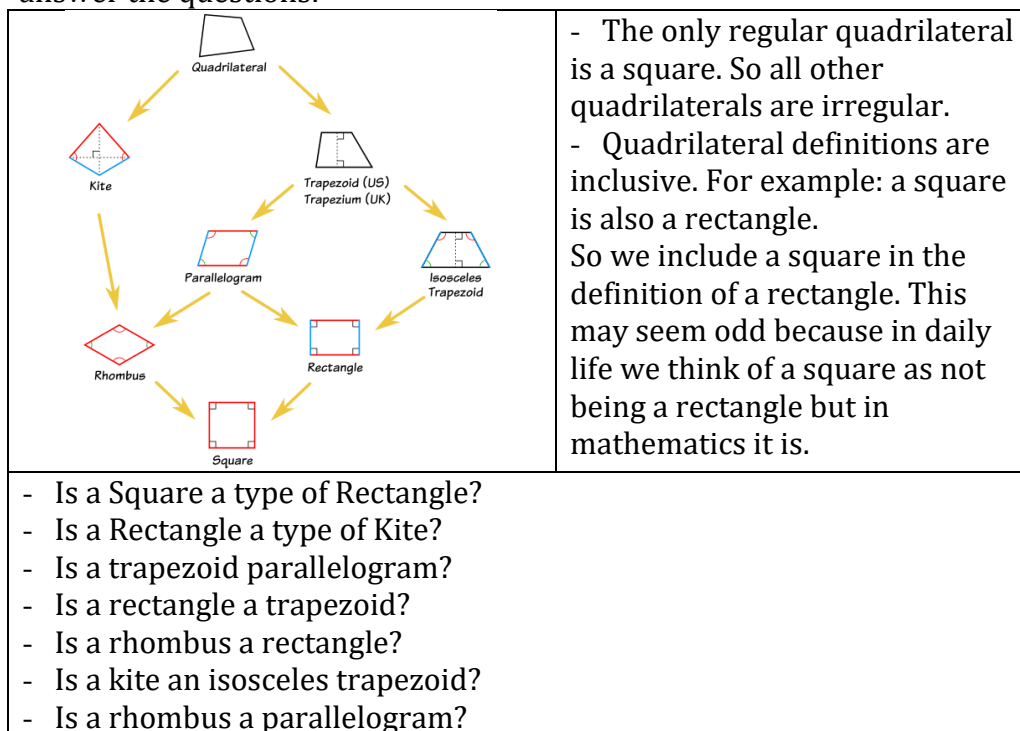 Quadrilateral
Kite
Trapezoid (US)
Trapezium (UK)
Parallelogram
Isosceles
Trapezoid
Rhombus
Rectangle
Square
- The only regular quadrilateral
is a square. So all other
quadrilaterals are irregular.
- Quadrilateral definitions are
inclusive. For example: a square
is also a rectangle.
So we include a square in the
definition of a rectangle. This
may seem odd because in daily
life we think of a square as not
being a rectangle but in
mathematics it is.
- Is a Square a type of Rectangle?
- Is a Rectangle a type of Kite?
- Is a trapezoid parallelogram?
- Is a rectangle a trapezoid?
- Is a rhombus a rectangle?
- Is a kite an isosceles trapezoid?
- Is a rhombus a parallelogram?